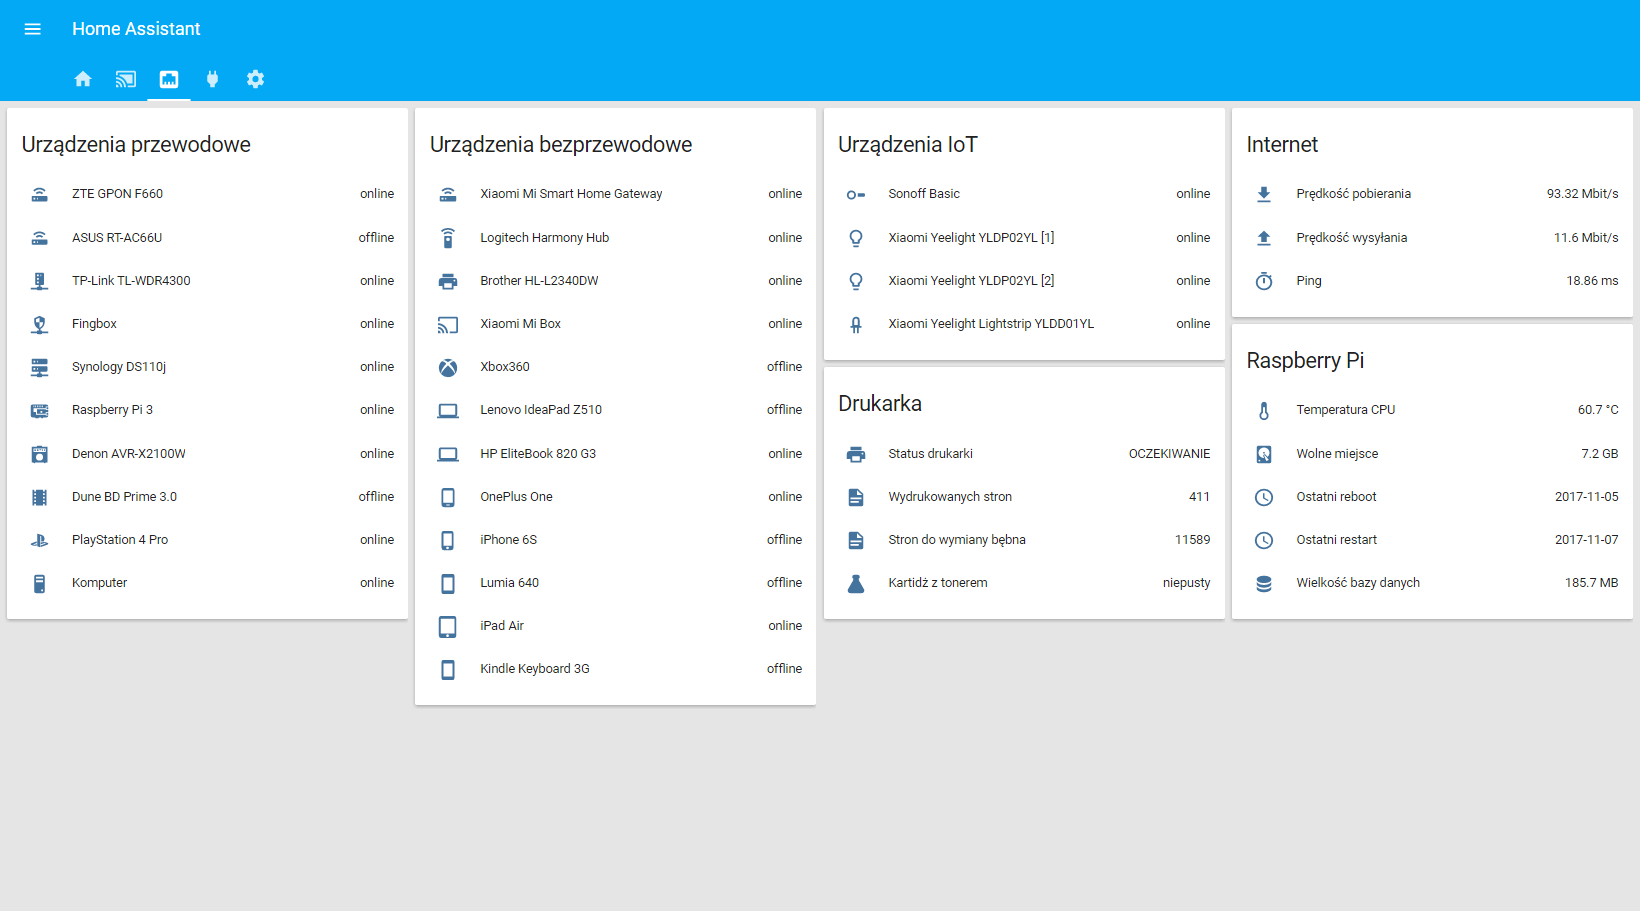 Home Assistant
Urządzenia przewodowe
ZTE GPON F660 online
ASUS RT-AC66U offline
TP-Link TL-WDR4300 online
Fingbox online
Synology DS110j online
Raspberry Pi 3 online
Denon AVR-X2100W online
Dune BD Prime 3.0 offline
PlayStation 4 Pro online
Komputer online
Urządzenia bezprzewodowe
Xiaomi Mi Smart Home Gateway online
Logitech Harmony Hub online
Brother HL-L2340DW online
Xiaomi Mi Box online
Xbox360 offline
Lenovo IdeaPad Z510 offline
HP EliteBook 820 G3 online
OnePlus One online
iPhone 6S offline
Lumia 640 offline
iPad Air online
Kindle Keyboard 3G offline
Urządzenia IoT
Sonoff Basic online
Xiaomi Yeelight YLDP02YL [1] online
Xiaomi Yeelight YLDP02YL [2] online
Xiaomi Yeelight Lightstrip YLDD01YL online
Drukarka
Status drukarki OCZEKIWANIE
Wydrukowanych stron 411
Stron do wymiany bębna 11589
Kartidż z tonerem niepusty
Internet
Prędkość pobierania 93.32 Mbit/s
Prędkość wysyłania 11.6 Mbit/s
Ping 18.86 ms
Raspberry Pi
Temperatura CPU 60.7 °C
Wolne miejsce 7.2 GB
Ostatni reboot 2017-11-05
Ostatni restart 2017-11-07
Wielkość bazy danych 185.7 MB